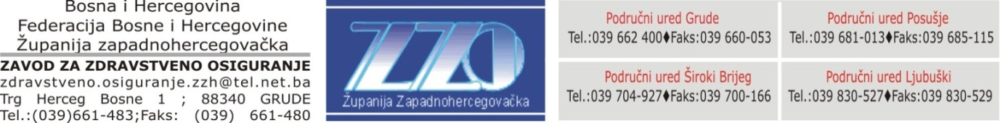 Bosna i Hercegovina
Federacija Bosne i Hercegovine
Županija zapadnohercegovačka
ZAVOD ZA ZDRAVSTVENO OSIGURANJE
zdravstveno.osiguranje.zzh@tel.net.ba
Trg Herceg Bosne 1 ; 88340 GRUDE
Tel.:(039)661-483;Faks: (039) 661-480
ZZO
Županija Zapadnohercegovačka
Područni ured Grude
Tel.:039 662 400♦Faks:039 660-053
Područni ured Posušje
Tel.:039 681-013♦Faks:039 685-115
Područni ured Široki Brijeg
Tel.:039 704-927♦Faks:039 700-166
Područni ured Ljubuški
Tel.:039 830-527♦Faks:039 830-529